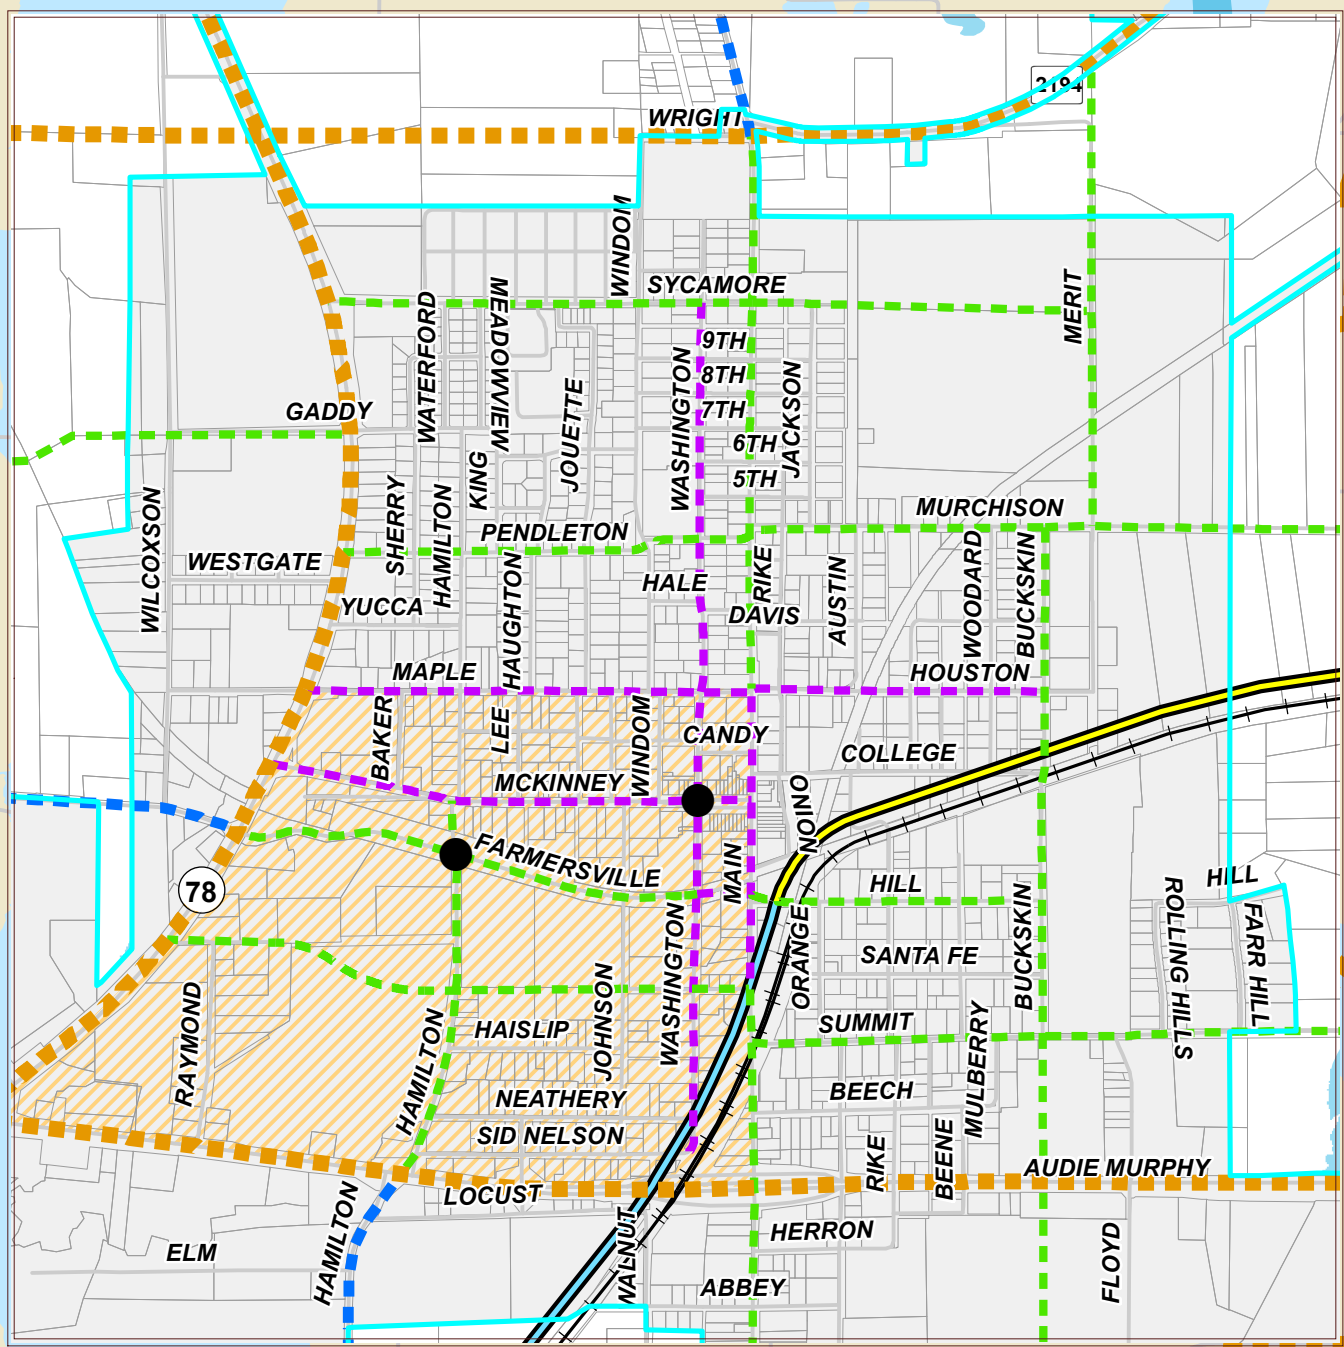 2194
WRIGHT
WINDOM
SYCAMORE
MERIT
WATERFORD
MEADOWVIEW
9TH
8TH
7TH
6TH
5TH
WASHINGTON
JACKSON
JOUETTE
GADDY
KING
SHERRY
HAMILTON
WILCOXSON
PENDLETON
MURCHISON
WESTGATE
YUCCA
HAUGHTON
HALE
RIKE
DAVIS
AUSTIN
WOODARD
BUCKSKIN
MAPLE
HOUSTON
BAKER
LEE
WINDOM
CANDY
COLLEGE
MCKINNEY
UNION
FARMERSVILLE
MAIN
78
HILL
HILL
ORANGE
WASHINGTON
SANTA FE
BUCKSKIN
ROLLING HILLS
FARR HILL
RAYMOND
HAMILTON
HAISLIP
JOHNSON
SUMMIT
MULBERRY
NEATHERY
BEECH
SID NELSON
RIKE
BEENE
AUDIE MURPHY
LOCUST
HAMILTON
WALNUT
HERRON
ELM
ABBEY
FLOYD